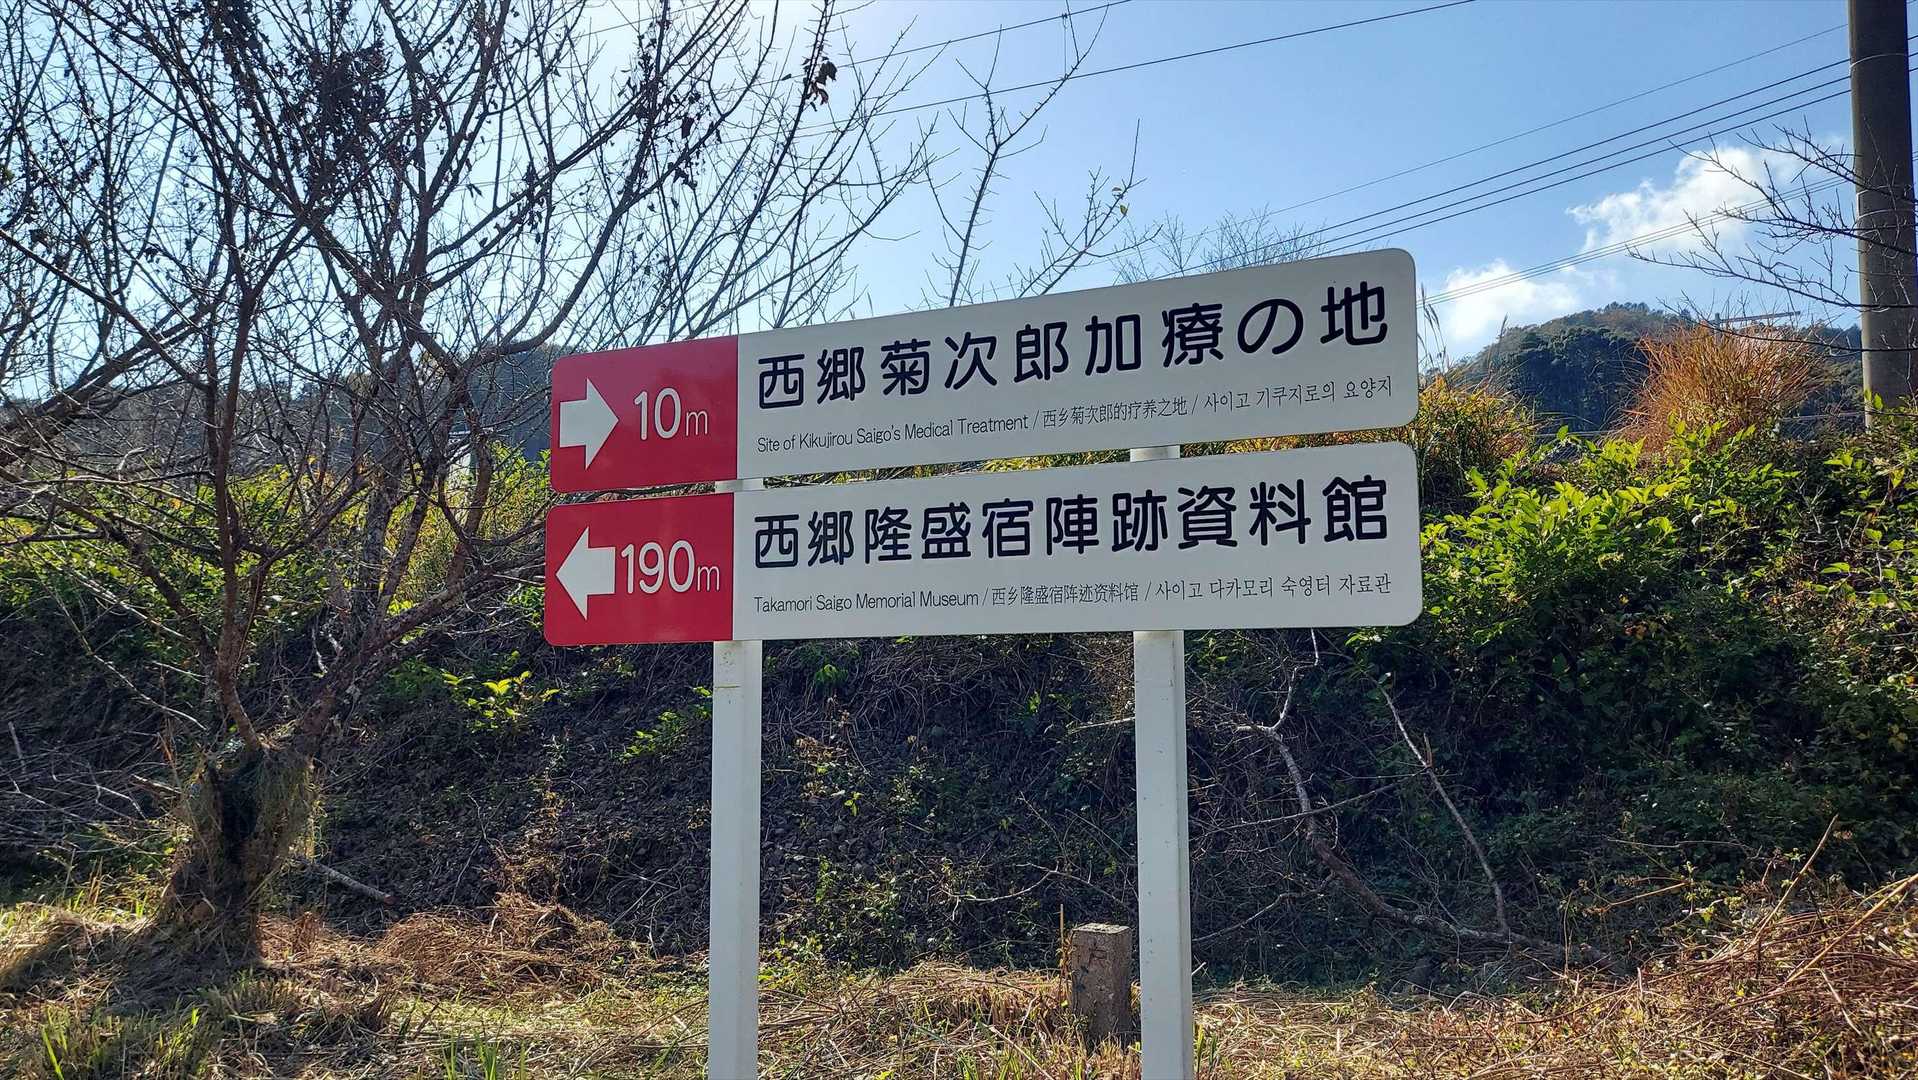 10m
西郷菊次郎加療の地
Site of Kikujirou Saigo's Medical Treatment / 西乡菊次郎的疗养之地 / 사이고 기쿠지로의 요양지
190m
西郷隆盛宿陣跡資料館
Takamori Saigo Memorial Museum / 西乡隆盛宿阵迹资料馆 / 사이고 다카모리 숙영터 자료관